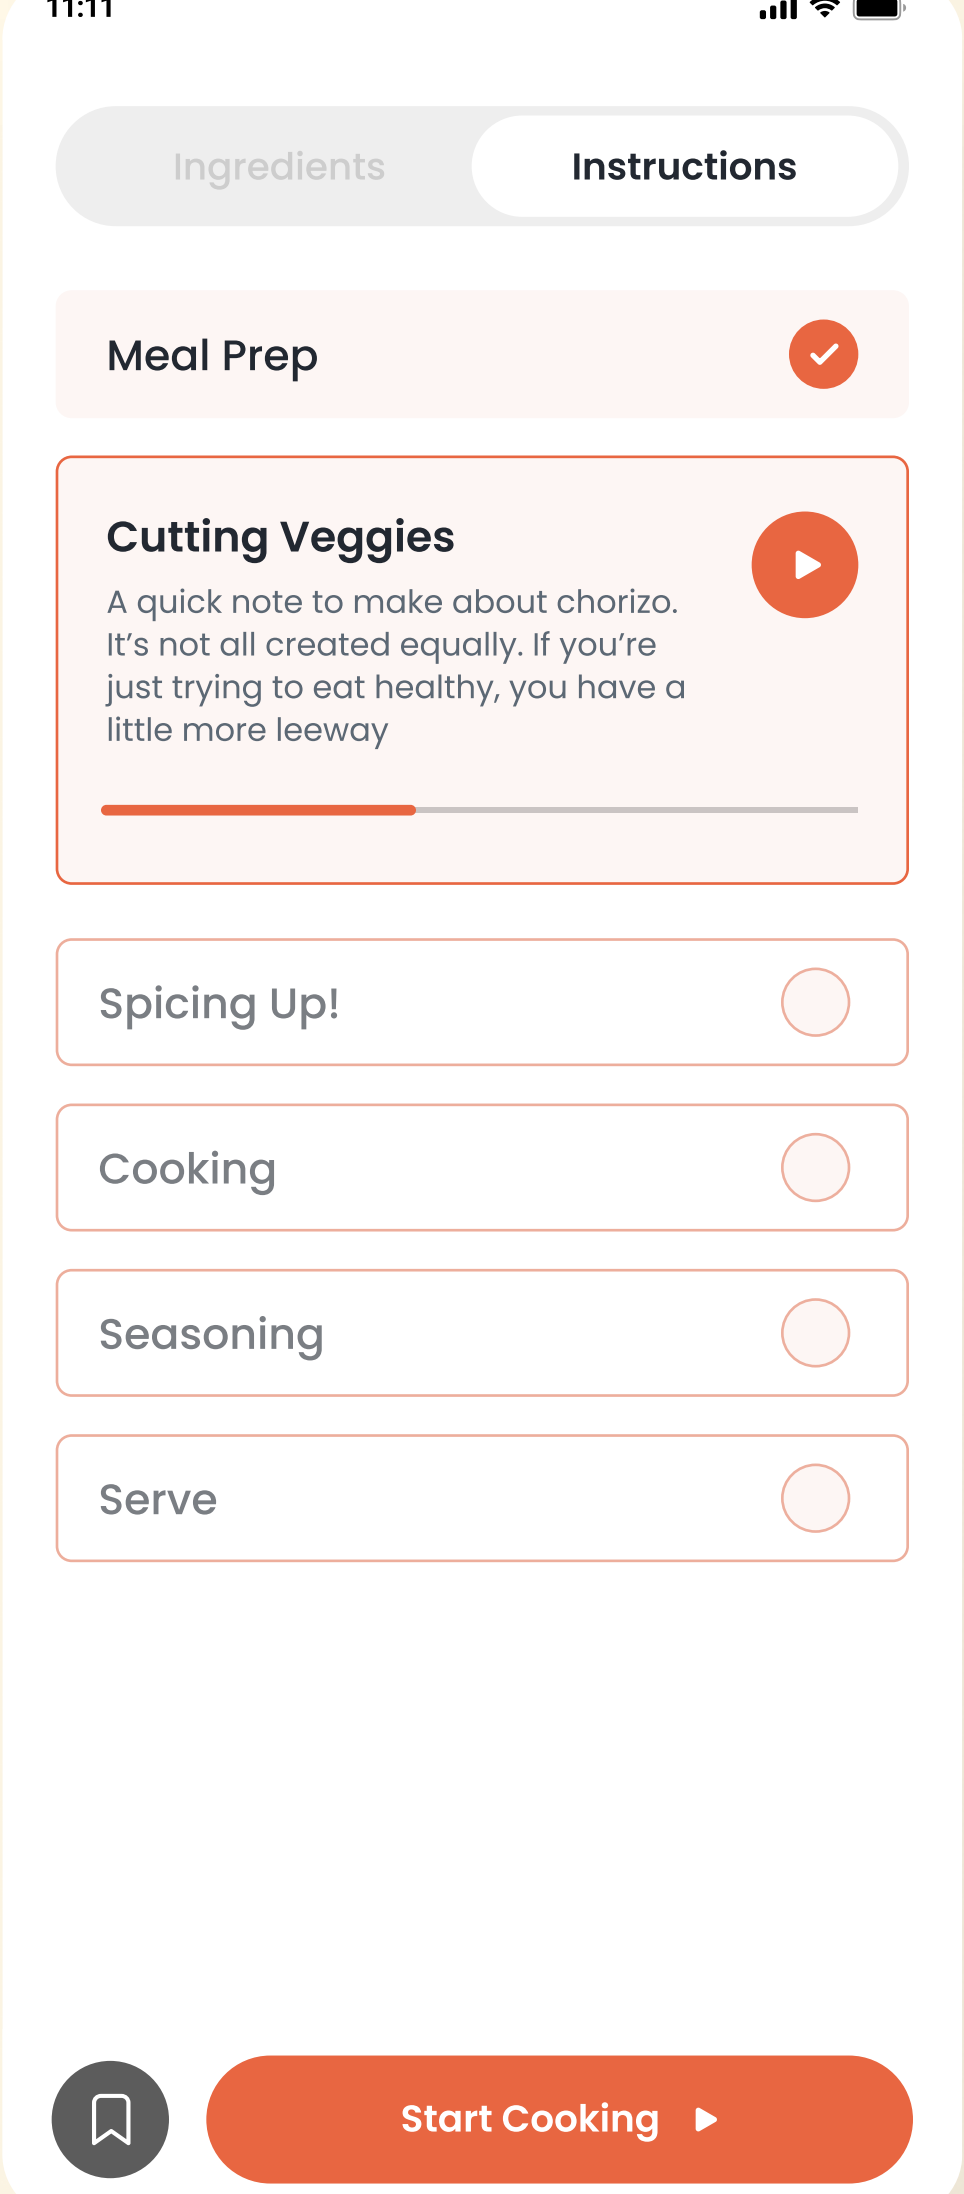 11:11
Ingredients
Instructions
Meal Prep
Cutting Veggies
A quick note to make about chorizo.
It’s not all created equally. If you’re
just trying to eat healthy, you have a
little more leeway
Spicing Up!
Cooking
Seasoning
Serve
Start Cooking